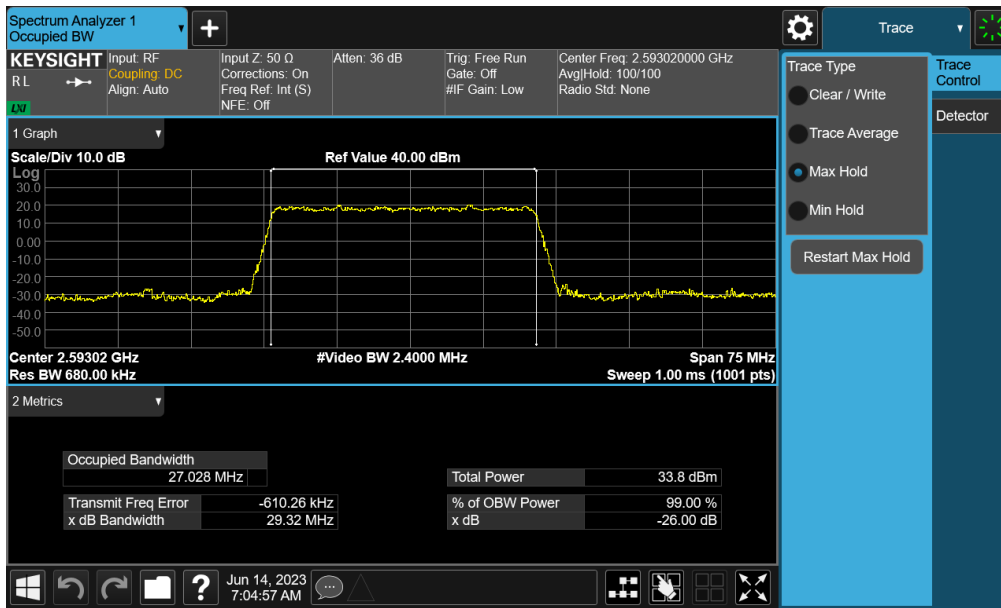 Spectrum Analyzer 1
Occupied BW
+
Trace
KEYSIGHT
R L
LXI
Input: RF
Coupling: DC
Align: Auto
Input Z: 50 Ω
Corrections: On
Freq Ref: Int (S)
NFE: Off
Atten: 36 dB
Trig: Free Run
Gate: Off
#IF Gain: Low
Center Freq: 2.593020000 GHz
Avg|Hold: 100/100
Radio Std: None
Trace Type
Clear / Write
Trace Average
Max Hold
Min Hold
Restart Max Hold
Trace
Control
Detector
1 Graph
Scale/Div 10.0 dB
Ref Value 40.00 dBm
Log
30.0
20.0
10.0
0.00
-10.0
-20.0
-30.0
-40.0
-50.0
Center 2.59302 GHz
#Video BW 2.4000 MHz
Span 75 MHz
Res BW 680.00 kHz
Sweep 1.00 ms (1001 pts)
2 Metrics
Occupied Bandwidth
27.028 MHz
Total Power 33.8 dBm
Transmit Freq Error -610.26 kHz
% of OBW Power 99.00 %
x dB Bandwidth 29.32 MHz
x dB -26.00 dB
?
Jun 14, 2023
7:04:57 AM